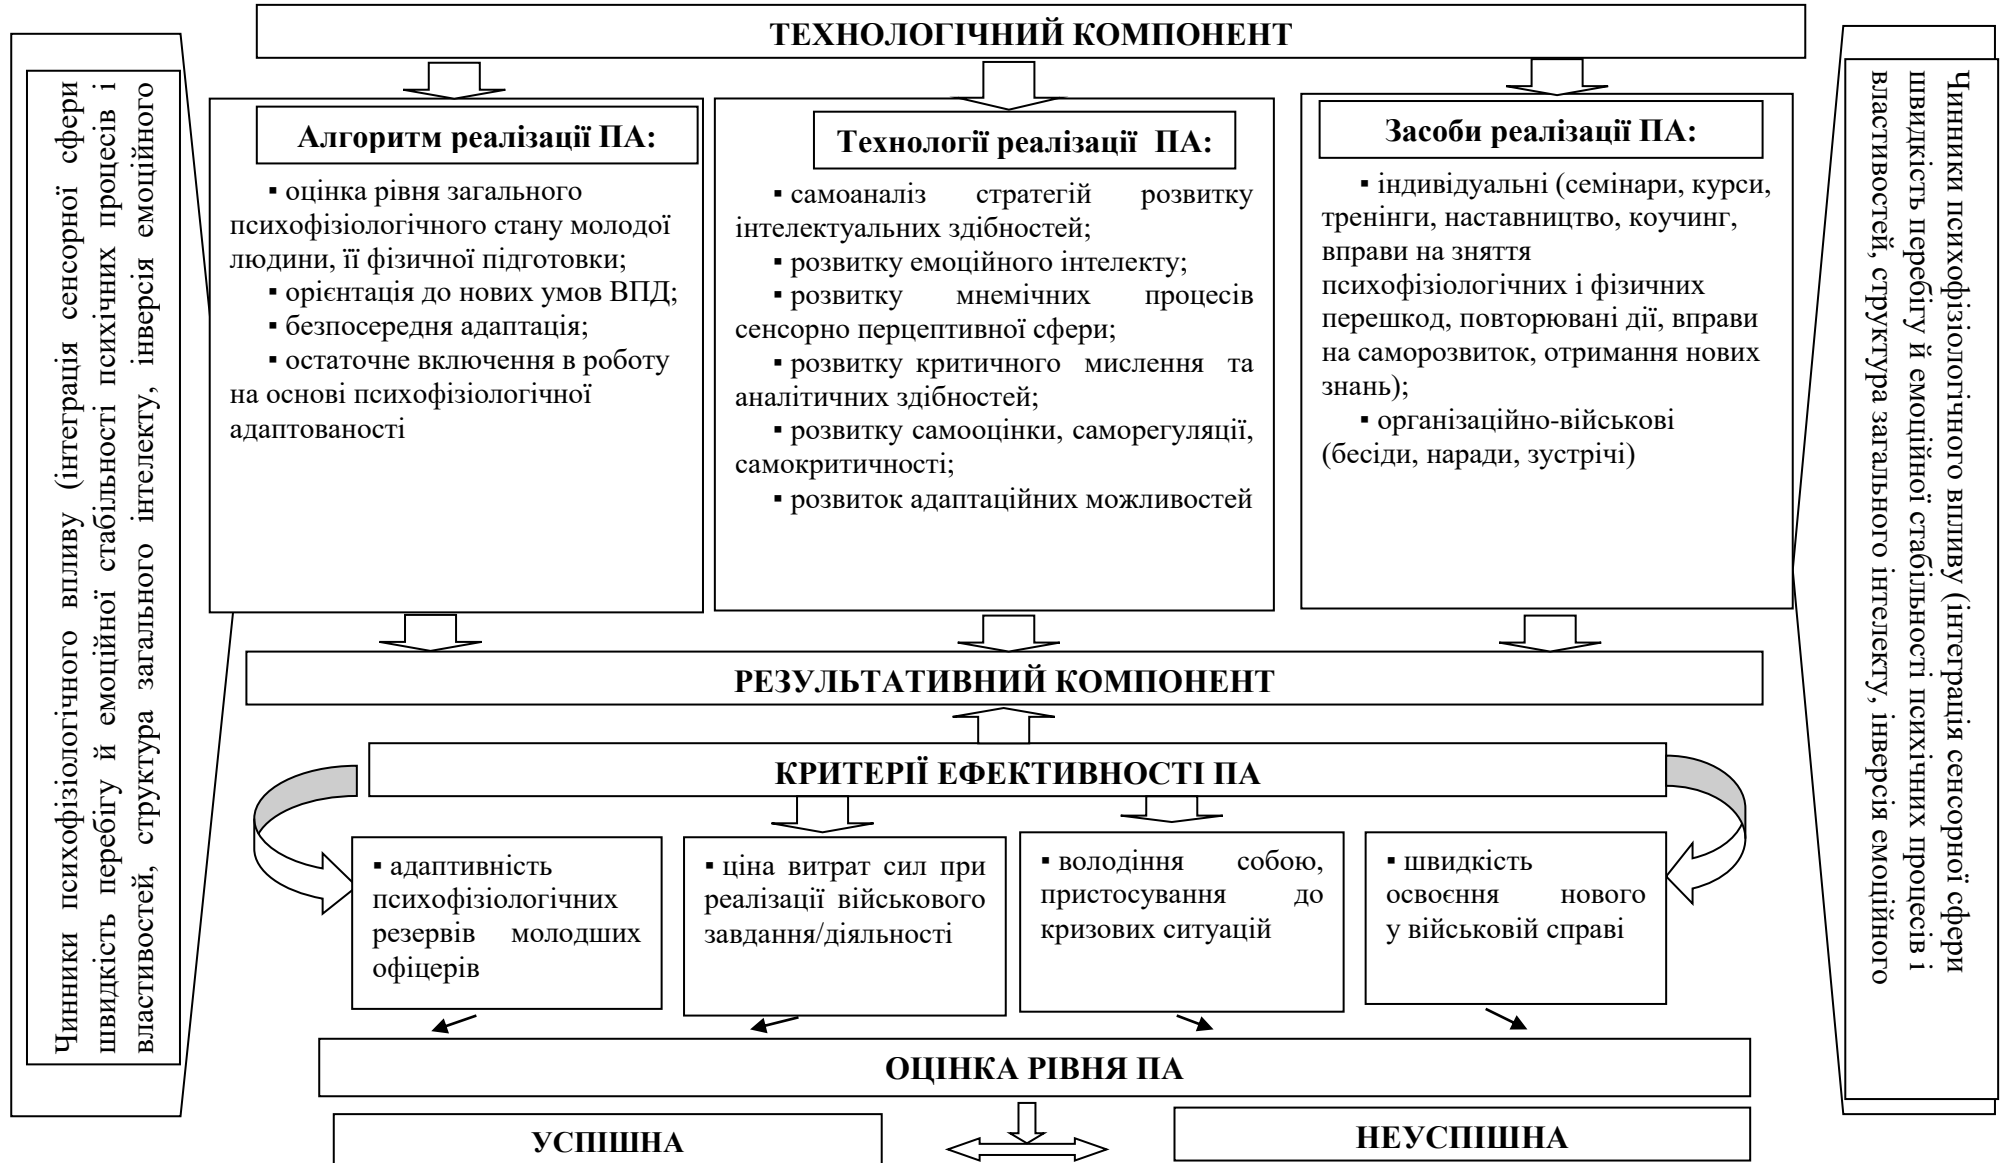 ТЕХНОЛОГІЧНИЙ КОМПОНЕНТ
Чинники психофізіологічного впливу (інтеграція сенсорної сфери
швидкість перебігу й емоційної стабільності психічних процесів і
властивостей, структура загального інтелекту, інверсія емоційного
Алгоритм реалізації ПА:
▪ оцінка рівня загального
психофізіологічного стану молодої
людини, її фізичної підготовки;
▪ орієнтація до нових умов ВПД;
▪ безпосередня адаптація;
▪ остаточне включення в роботу
на основі психофізіологічної
адаптованості
Технології реалізації ПА:
▪ самоаналіз стратегій розвитку
інтелектуальних здібностей;
▪ розвитку емоційного інтелекту;
▪ розвитку мнемічних процесів
сенсорно перцептивної сфери;
▪ розвитку критичного мислення та
аналітичних здібностей;
▪ розвитку самооцінки, саморегуляції,
самокритичності;
▪ розвиток адаптаційних можливостей
Засоби реалізації ПА:
▪ індивідуальні (семінари, курси,
тренінги, наставництво, коучинг,
вправи на зняття
психофізіологічних і фізичних
перешкод, повторювані дії, вправи
на саморозвиток, отримання нових
знань);
▪ організаційно-військові
(бесіди, наради, зустрічі)
Чинники психофізіологічного впливу (інтеграція сенсорної сфери
швидкість перебігу й емоційної стабільності психічних процесів і
властивостей, структура загального інтелекту, інверсія емоційного
РЕЗУЛЬТАТИВНИЙ КОМПОНЕНТ
КРИТЕРІЇ ЕФЕКТИВНОСТІ ПА
▪ адаптивність
психофізіологічних
резервів молодших
офіцерів
▪ ціна витрат сил при
реалізації військового
завдання/діяльності
▪ володіння собою,
пристосування до
кризових ситуацій
▪ швидкість
освоєння нового
у військовій справі
ОЦІНКА РІВНЯ ПА
УСПІШНА
НЕУСПІШНА